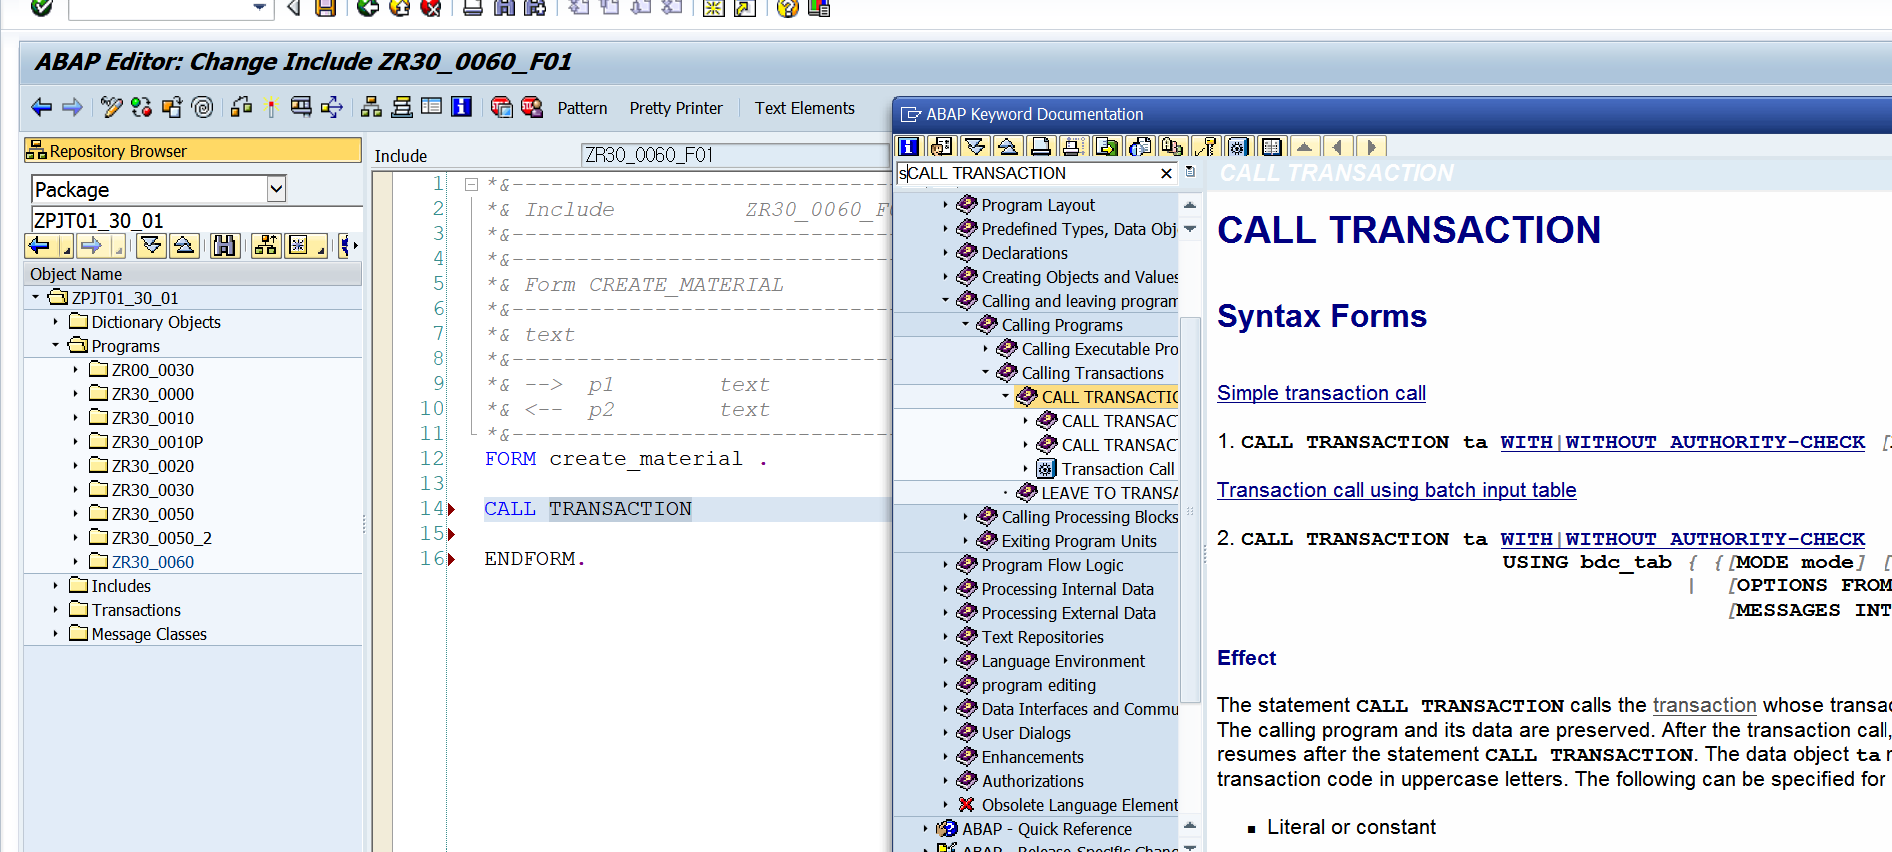 ABAP Editor: Change Include ZR30_0060_F01
Pattern Pretty Printer Text Elements
Repository Browser
Package
ZPJT01_30_01
Object Name
ZPJT01_30_01
Dictionary Objects
Programs
ZR00_0030
ZR30_0000
ZR30_0010
ZR30_0010P
ZR30_0020
ZR30_0030
ZR30_0050
ZR30_0050_2
ZR30_0060
Includes
Transactions
Message Classes
Include ZR30_0060_F01
1 *&---------------------------------
2 *& Include ZR30_0060_F0
3 *&---------------------------------
4 *&---------------------------------
5 *& Form CREATE_MATERIAL
6 *&---------------------------------
7 *& text
8 *&---------------------------------
9 *& --> p1 text
10 *& <-- p2 text
11 *&---------------------------------
12 FORM create_material .
13
14 CALL TRANSACTION
15
16 ENDFORM.
ABAP Keyword Documentation
sCALL TRANSACTION
Program Layout
Predefined Types, Data Obj
Declarations
Creating Objects and Values
Calling and leaving program
Calling Programs
Calling Executable Pro
Calling Transactions
CALL TRANSACTIO
CALL TRANSAC
CALL TRANSAC
Transaction Call
LEAVE TO TRANSA
Calling Processing Blocks
Exiting Program Units
Program Flow Logic
Processing Internal Data
Processing External Data
Text Repositories
Language Environment
program editing
Data Interfaces and Commu
User Dialogs
Enhancements
Authorizations
Obsolete Language Element
ABAP - Quick Reference
ABAP - Release-Specific Chang
CALL TRANSACTION
CALL TRANSACTION
Syntax Forms
Simple transaction call
1. CALL TRANSACTION ta WITH|WITHOUT AUTHORITY-CHECK [
Transaction call using batch input table
2. CALL TRANSACTION ta WITH|WITHOUT AUTHORITY-CHECK
USING bdc_tab { {[MODE mode] [
| [OPTIONS FROM
[MESSAGES INT
Effect
The statement CALL TRANSACTION calls the transaction whose transac
The calling program and its data are preserved. After the transaction call,
resumes after the statement CALL TRANSACTION. The data object ta
transaction code in uppercase letters. The following can be specified for
▪ Literal or constant